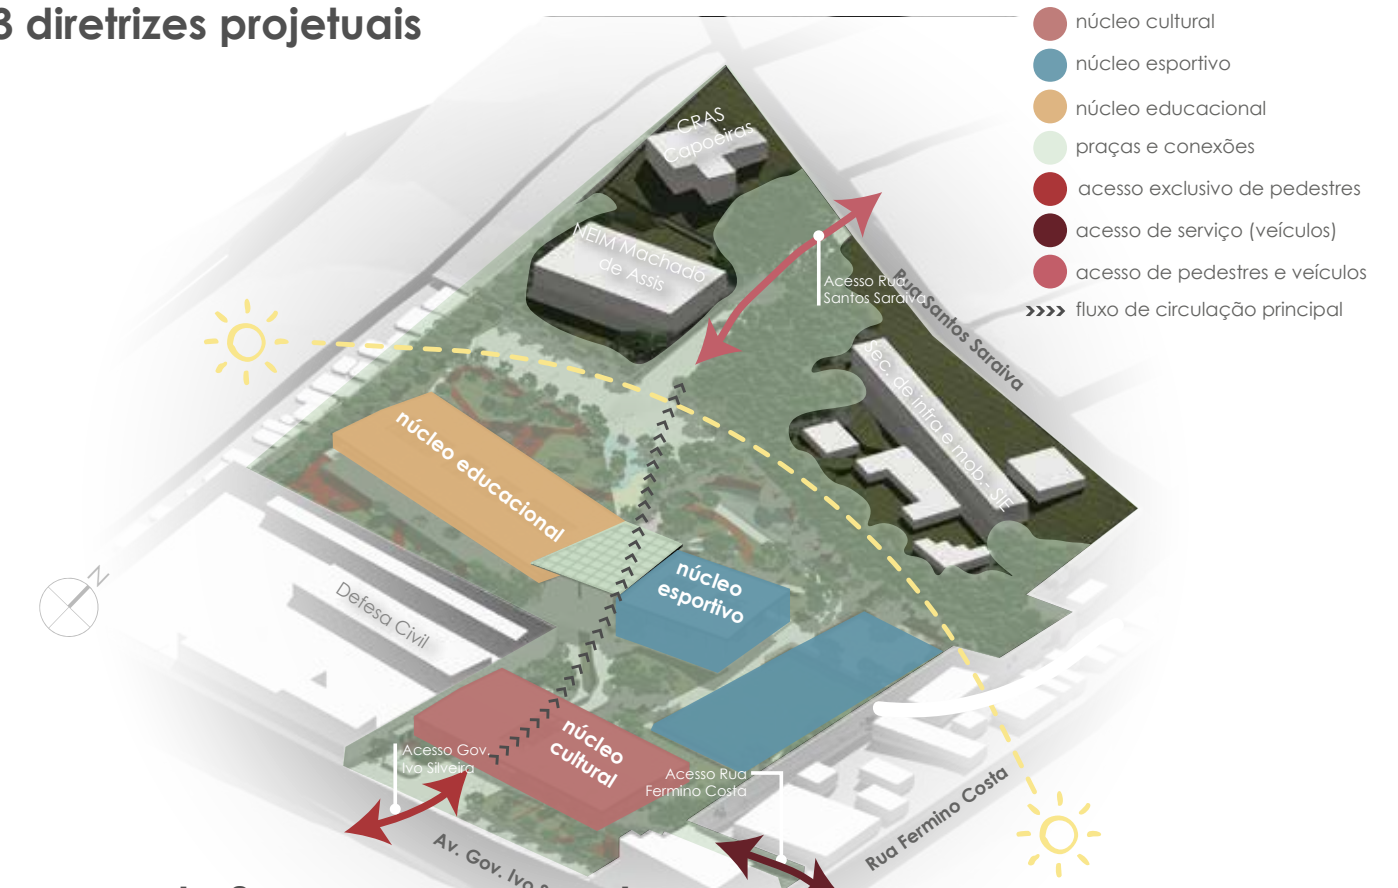 3 diretrizes projetuais
núcleo cultural
núcleo esportivo
núcleo educacional
praças e conexões
acesso exclusivo de pedestres
acesso de serviço (veículos)
acesso de pedestres e veículos
fluxo de circulação principal
CRAS
Capoeiras
NEIM Machado
de Assis
Acesso Rua
Santos Saraiva
Rua Santos Saraiva
Sec. de infra e mob.- SIE
núcleo educacional
núcleo
esportivo
N
Defesa Civil
núcleo
cultural
Acesso Gov.
Ivo Silveira
Acesso Rua
Fermino Costa
Rua Fermino Costa
Av. Gov. Ivo